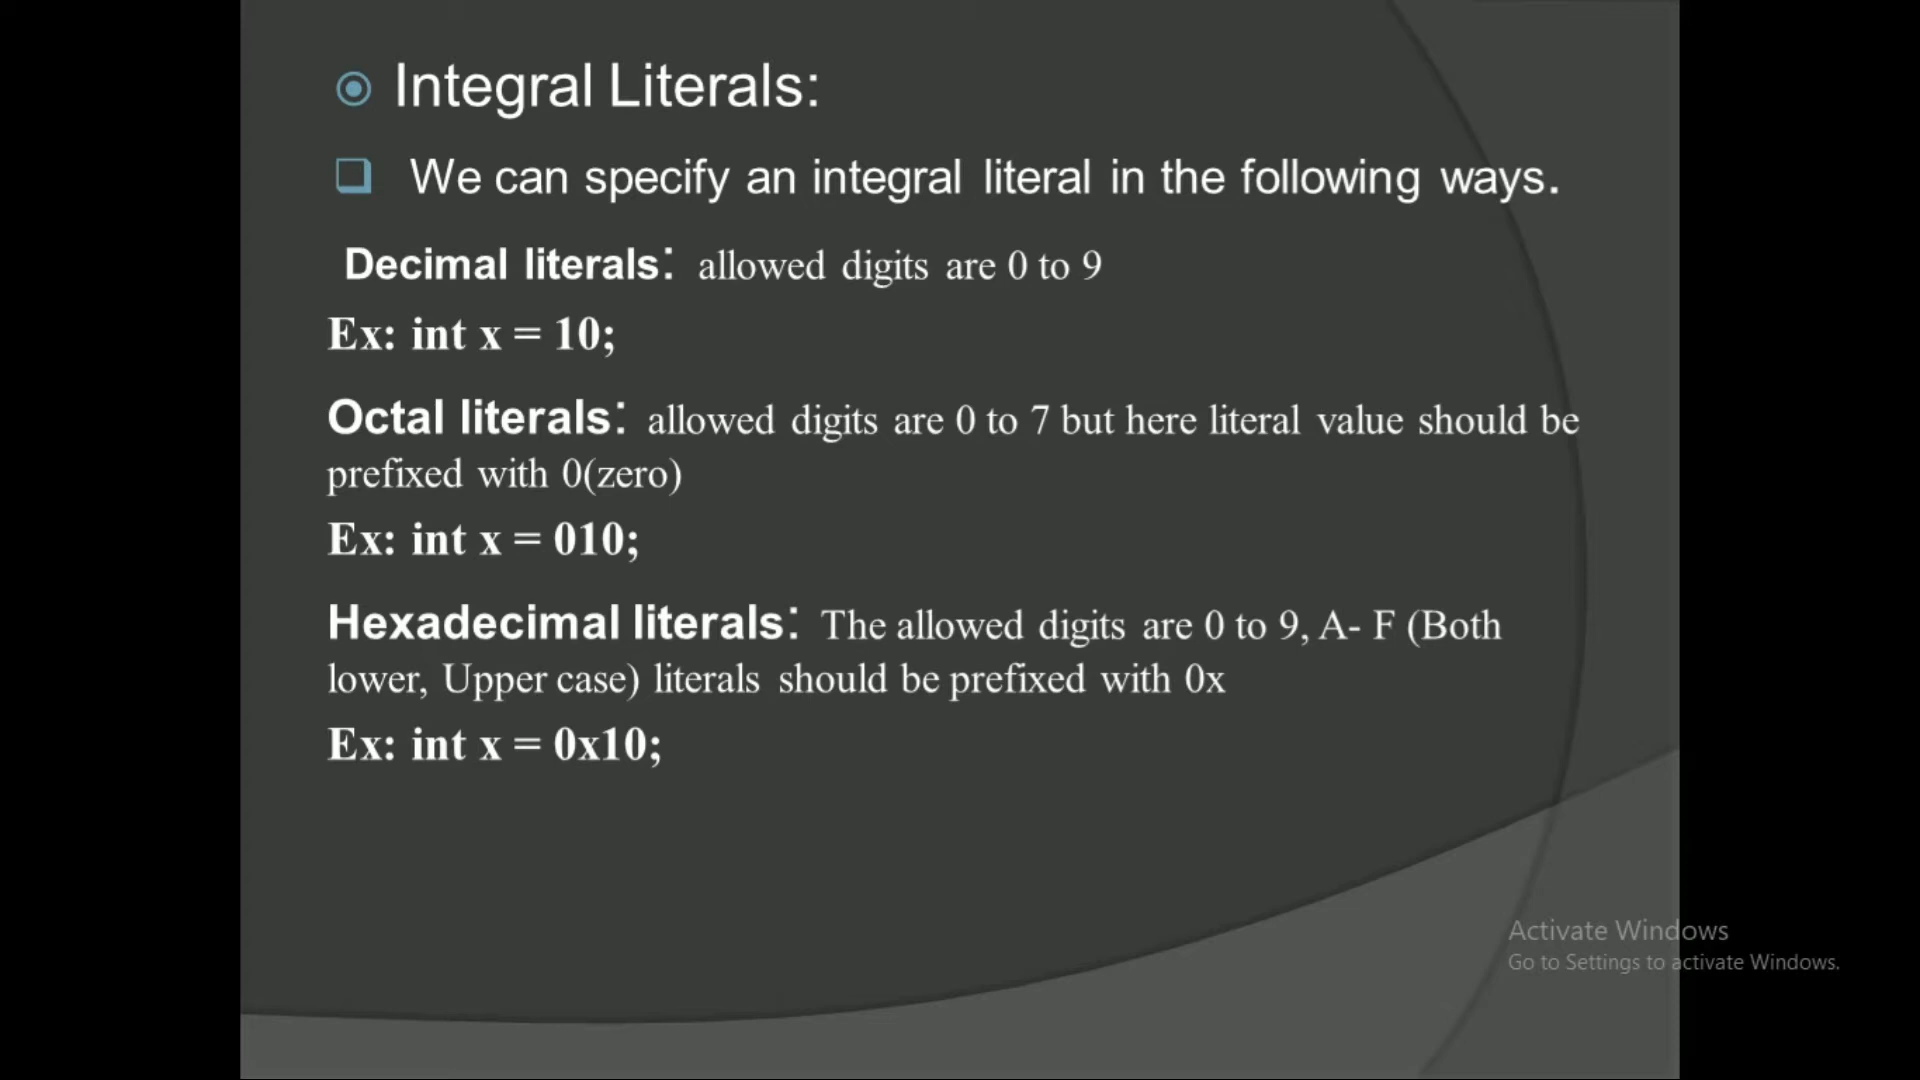 Integral Literals:
We can specify an integral literal in the following ways.
Decimal literals: allowed digits are 0 to 9
Ex: int x = 10;
Octal literals: allowed digits are 0 to 7 but here literal value should be
prefixed with 0(zero)
Ex: int x = 010;
Hexadecimal literals: The allowed digits are 0 to 9, A- F (Both
lower, Upper case) literals should be prefixed with 0x
Ex: int x = 0x10;
Activate Windows
Go to Settings to activate Windows.